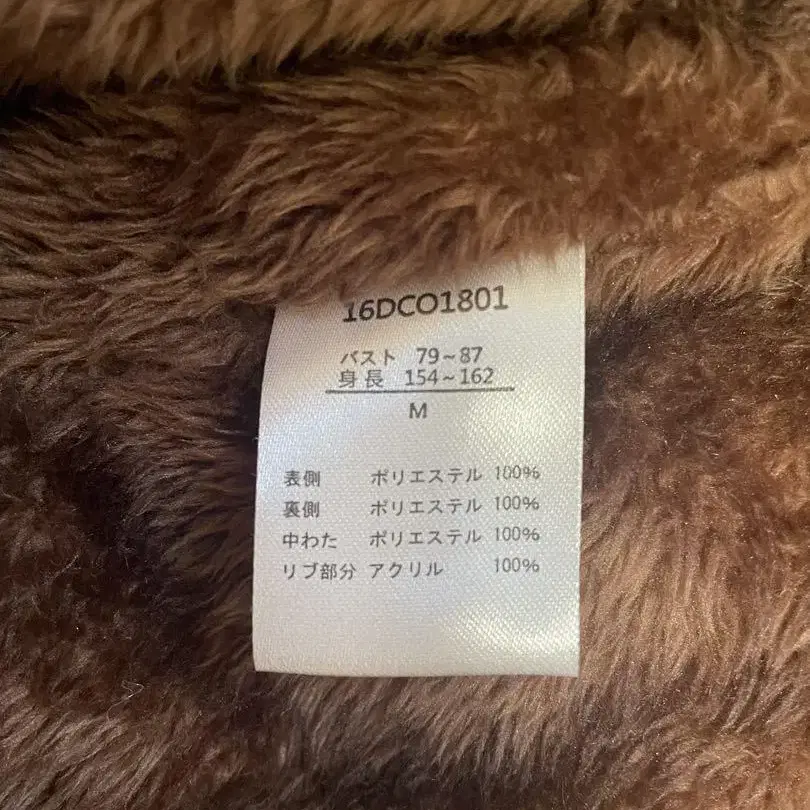 16DCO1801
バスト 79~87
身長 154~162
M
表側 ポリエステル 100%
裏側 ポリエステル 100%
中わた ポリエステル 100%
リブ部分 アクリル 100%